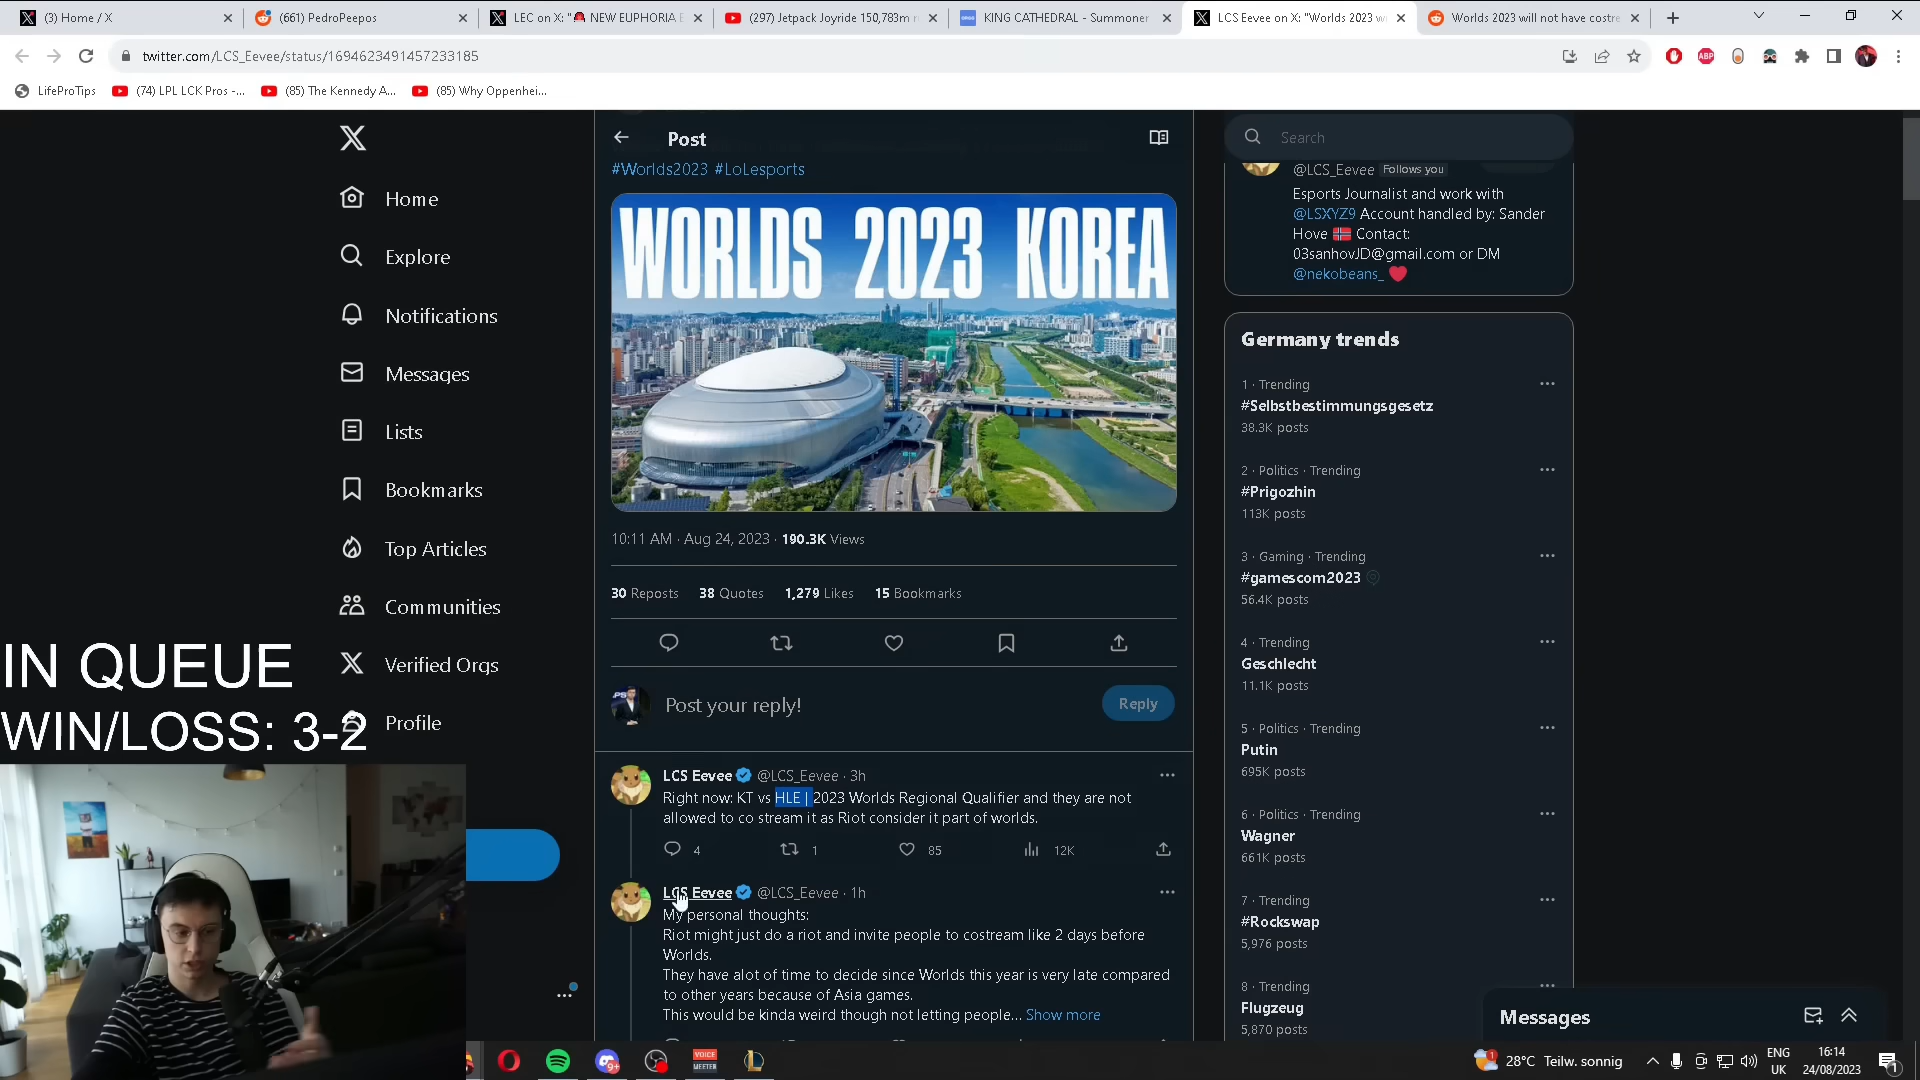 (3) Home / X
(661) PedroPeepos
LEC on X: " NEW EUPHORIA E
(297) Jetpack Joyride 150,783m r
KING CATHEDRAL - Summoner
LCS Eevee on X: "Worlds 2023 w
Worlds 2023 will not have costre
twitter.com/LCS_Eevee/status/1694623491457233185
ABP
LifeProTips
(74) LPL LCK Pros -...
(85) The Kennedy A...
(85) Why Oppenhei...
Home
Explore
Notifications
Messages
Lists
Bookmarks
Top Articles
Communities
Verified Orgs
Profile
IN QUEUE
WIN/LOSS: 3-2
Post
#Worlds2023 #LoLesports
WORLDS 2023 KOREA
10:11 AM · Aug 24, 2023 · 190.3K Views
30 Reposts 38 Quotes 1,279 Likes 15 Bookmarks
Post your reply!
Reply
LCS Eevee @LCS_Eevee · 3h
Right now: KT vs HLE | 2023 Worlds Regional Qualifier and they are not
allowed to co stream it as Riot consider it part of worlds.
4 1 85 12K
LCS Eevee @LCS_Eevee · 1h
My personal thoughts:
Riot might just do a riot and invite people to costream like 2 days before
Worlds.
They have alot of time to decide since Worlds this year is very late compared
to other years because of Asia games.
This would be kinda weird though not letting people... Show more
Search
@LCS_Eevee Follows you
Esports Journalist and work with
@LSXYZ9 Account handled by: Sander
Hove Contact:
03sanhovJD@gmail.com or DM
@nekobeans_
Germany trends
1 · Trending
#Selbstbestimmungsgesetz
38.3K posts
2 · Politics · Trending
#Prigozhin
113K posts
3 · Gaming · Trending
#gamescom2023
56.4K posts
4 · Trending
Geschlecht
11.1K posts
5 · Politics · Trending
Putin
695K posts
6 · Politics · Trending
Wagner
661K posts
7 · Trending
#Rockswap
5,976 posts
8 · Trending
Flugzeug
5,870 posts
Messages
9+
VOICE
MEETER
28°C Teilw. sonnig
ENG
UK
16:14
24/08/2023